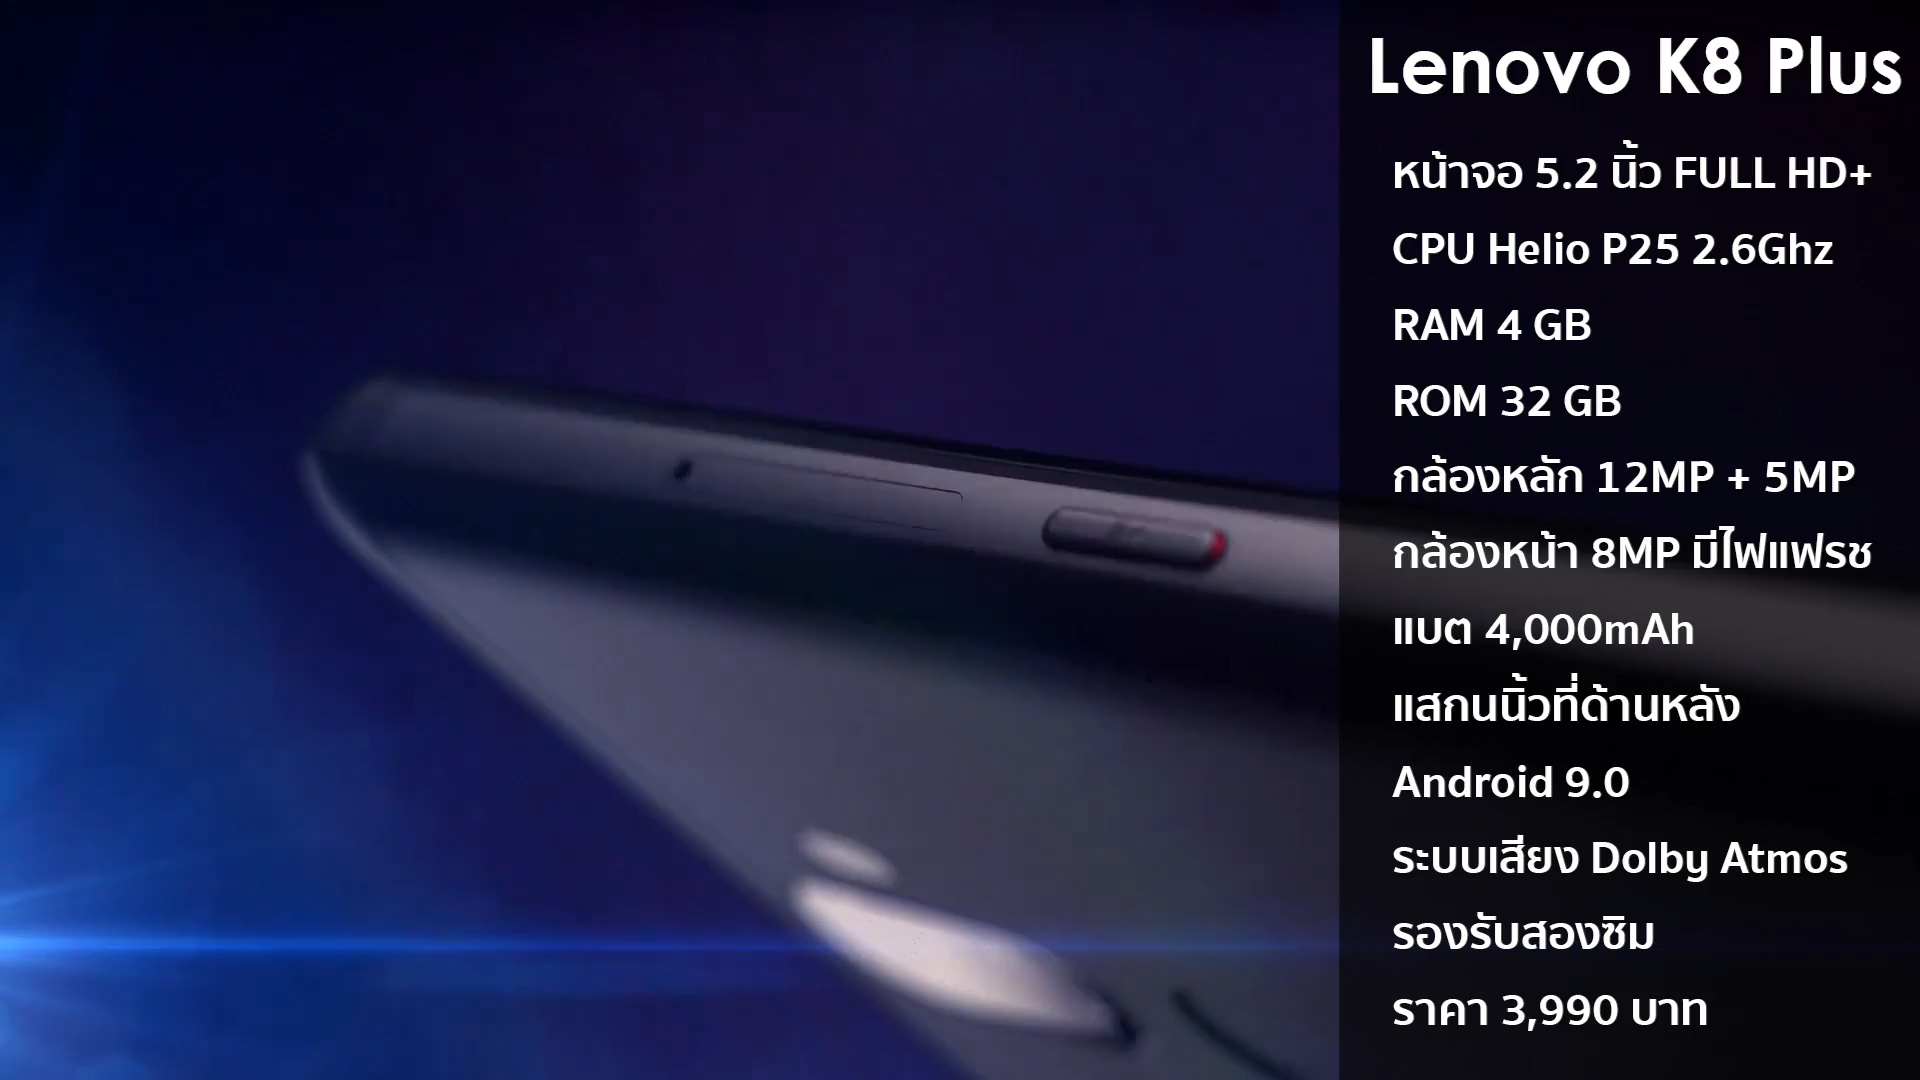 Lenovo K8 Plus
หน้าจอ 5.2 นิ้ว FULL HD+
CPU Helio P25 2.6Ghz
RAM 4 GB
ROM 32 GB
กล้องหลัก 12MP + 5MP
กล้องหน้า 8MP มีไฟแฟรช
แบต 4,000mAh
แสกนนิ้วที่ด้านหลัง
Android 9.0
ระบบเสียง Dolby Atmos
รองรับสองซิม
ราคา 3,990 บาท